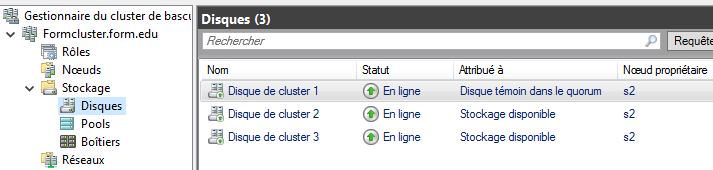 Gestionnaire du cluster de bascu
Formcluster.form.edu
Rôles
Nœuds
Stockage
Disques
Pools
Boîtiers
Réseaux
Disques (3)
Rechercher
Requête
Nom Statut Attribué à Nœud propriétaire
Disque de cluster 1 En ligne Disque témoin dans le quorum s2
Disque de cluster 2 En ligne Stockage disponible s2
Disque de cluster 3 En ligne Stockage disponible s2